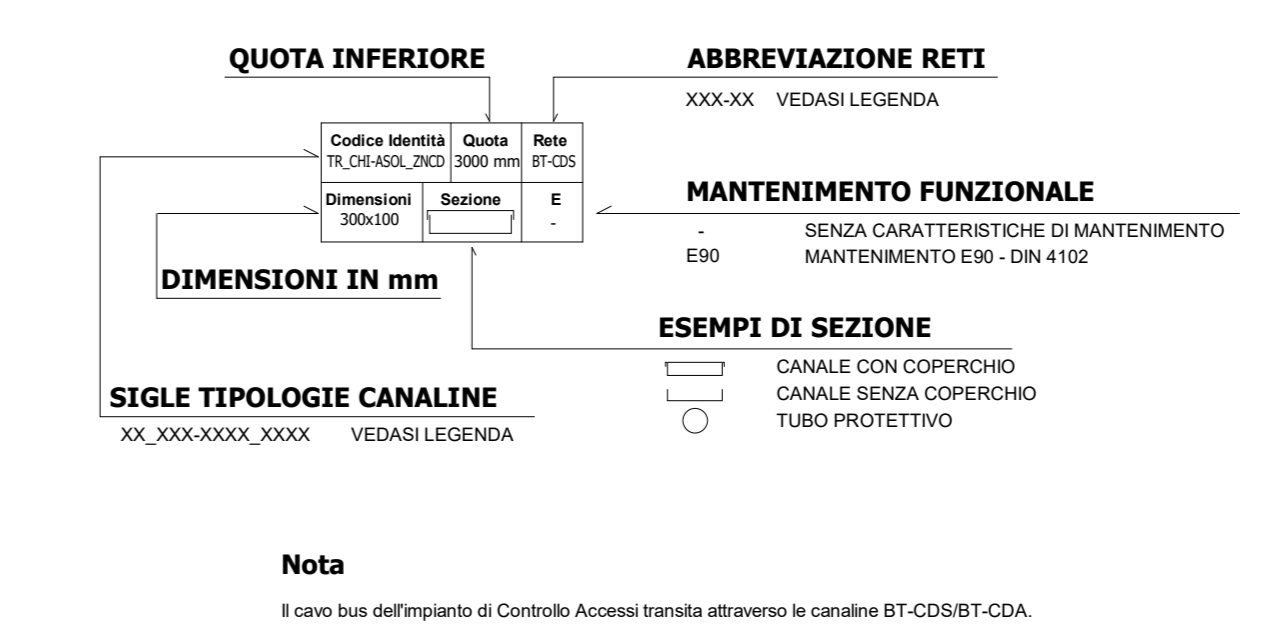 QUOTA INFERIORE
ABBREVIAZIONE RETI
XXX-XX VEDASI LEGENDA
Codice Identità Quota Rete
TR_CHI-ASOL_ZNCD 3000 mm BT-CDS
Dimensioni Sezione E
300x100 -
MANTENIMENTO FUNZIONALE
- SENZA CARATTERISTICHE DI MANTENIMENTO
E90 MANTENIMENTO E90 - DIN 4102
DIMENSIONI IN mm
ESEMPI DI SEZIONE
CANALE CON COPERCHIO
CANALE SENZA COPERCHIO
TUBO PROTETTIVO
SIGLE TIPOLOGIE CANALINE
XX_XXX-XXXX_XXXX VEDASI LEGENDA
Nota
Il cavo bus dell'impianto di Controllo Accessi transita attraverso le canaline BT-CDS/BT-CDA.